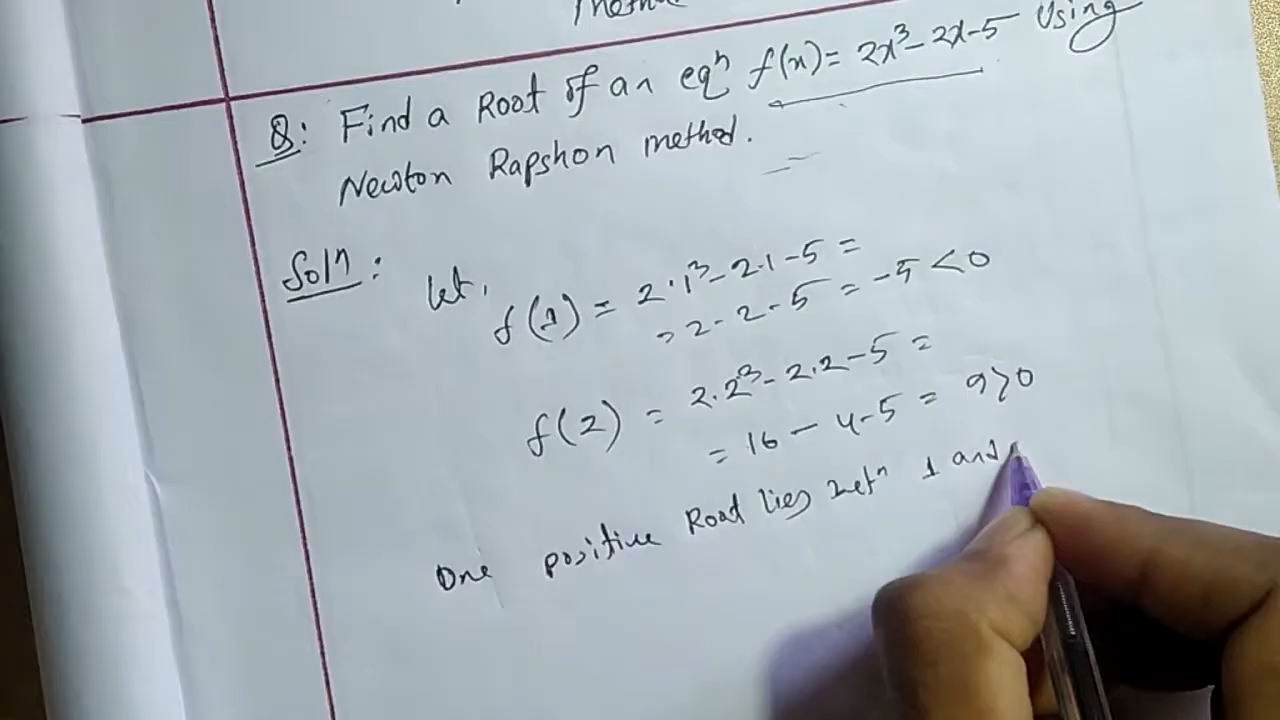 Q: Find a Root of an eqⁿ f(x) = 2x³-2x-5 Using
Newton Rapshon method.
Solⁿ: let,
f(1) = 2·1³-2·1-5 =
= 2-2-5 = -5 < 0
f(2) = 2·2³-2·2-5 =
= 16 - 4-5 = 9 > 0
One positive Root lies betⁿ 1 and